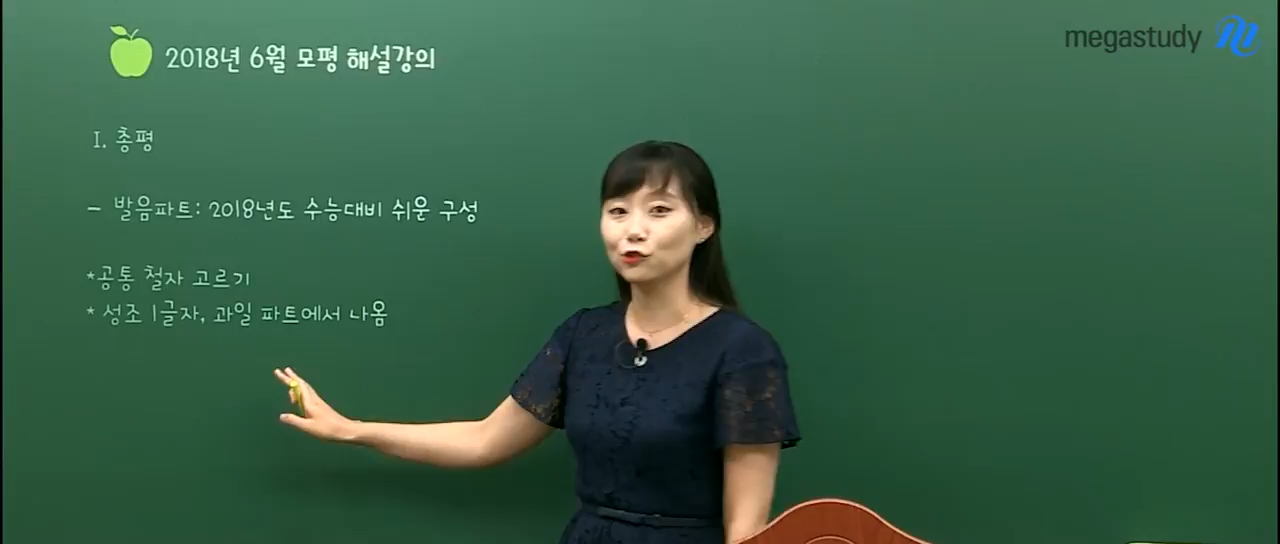 2018년 6월 모평 해설강의
megastudy
I. 총평
- 발음파트: 2018년도 수능대비 쉬운 구성
*공통 철자 고르기
* 성조 1글자, 과일 파트에서 나옴